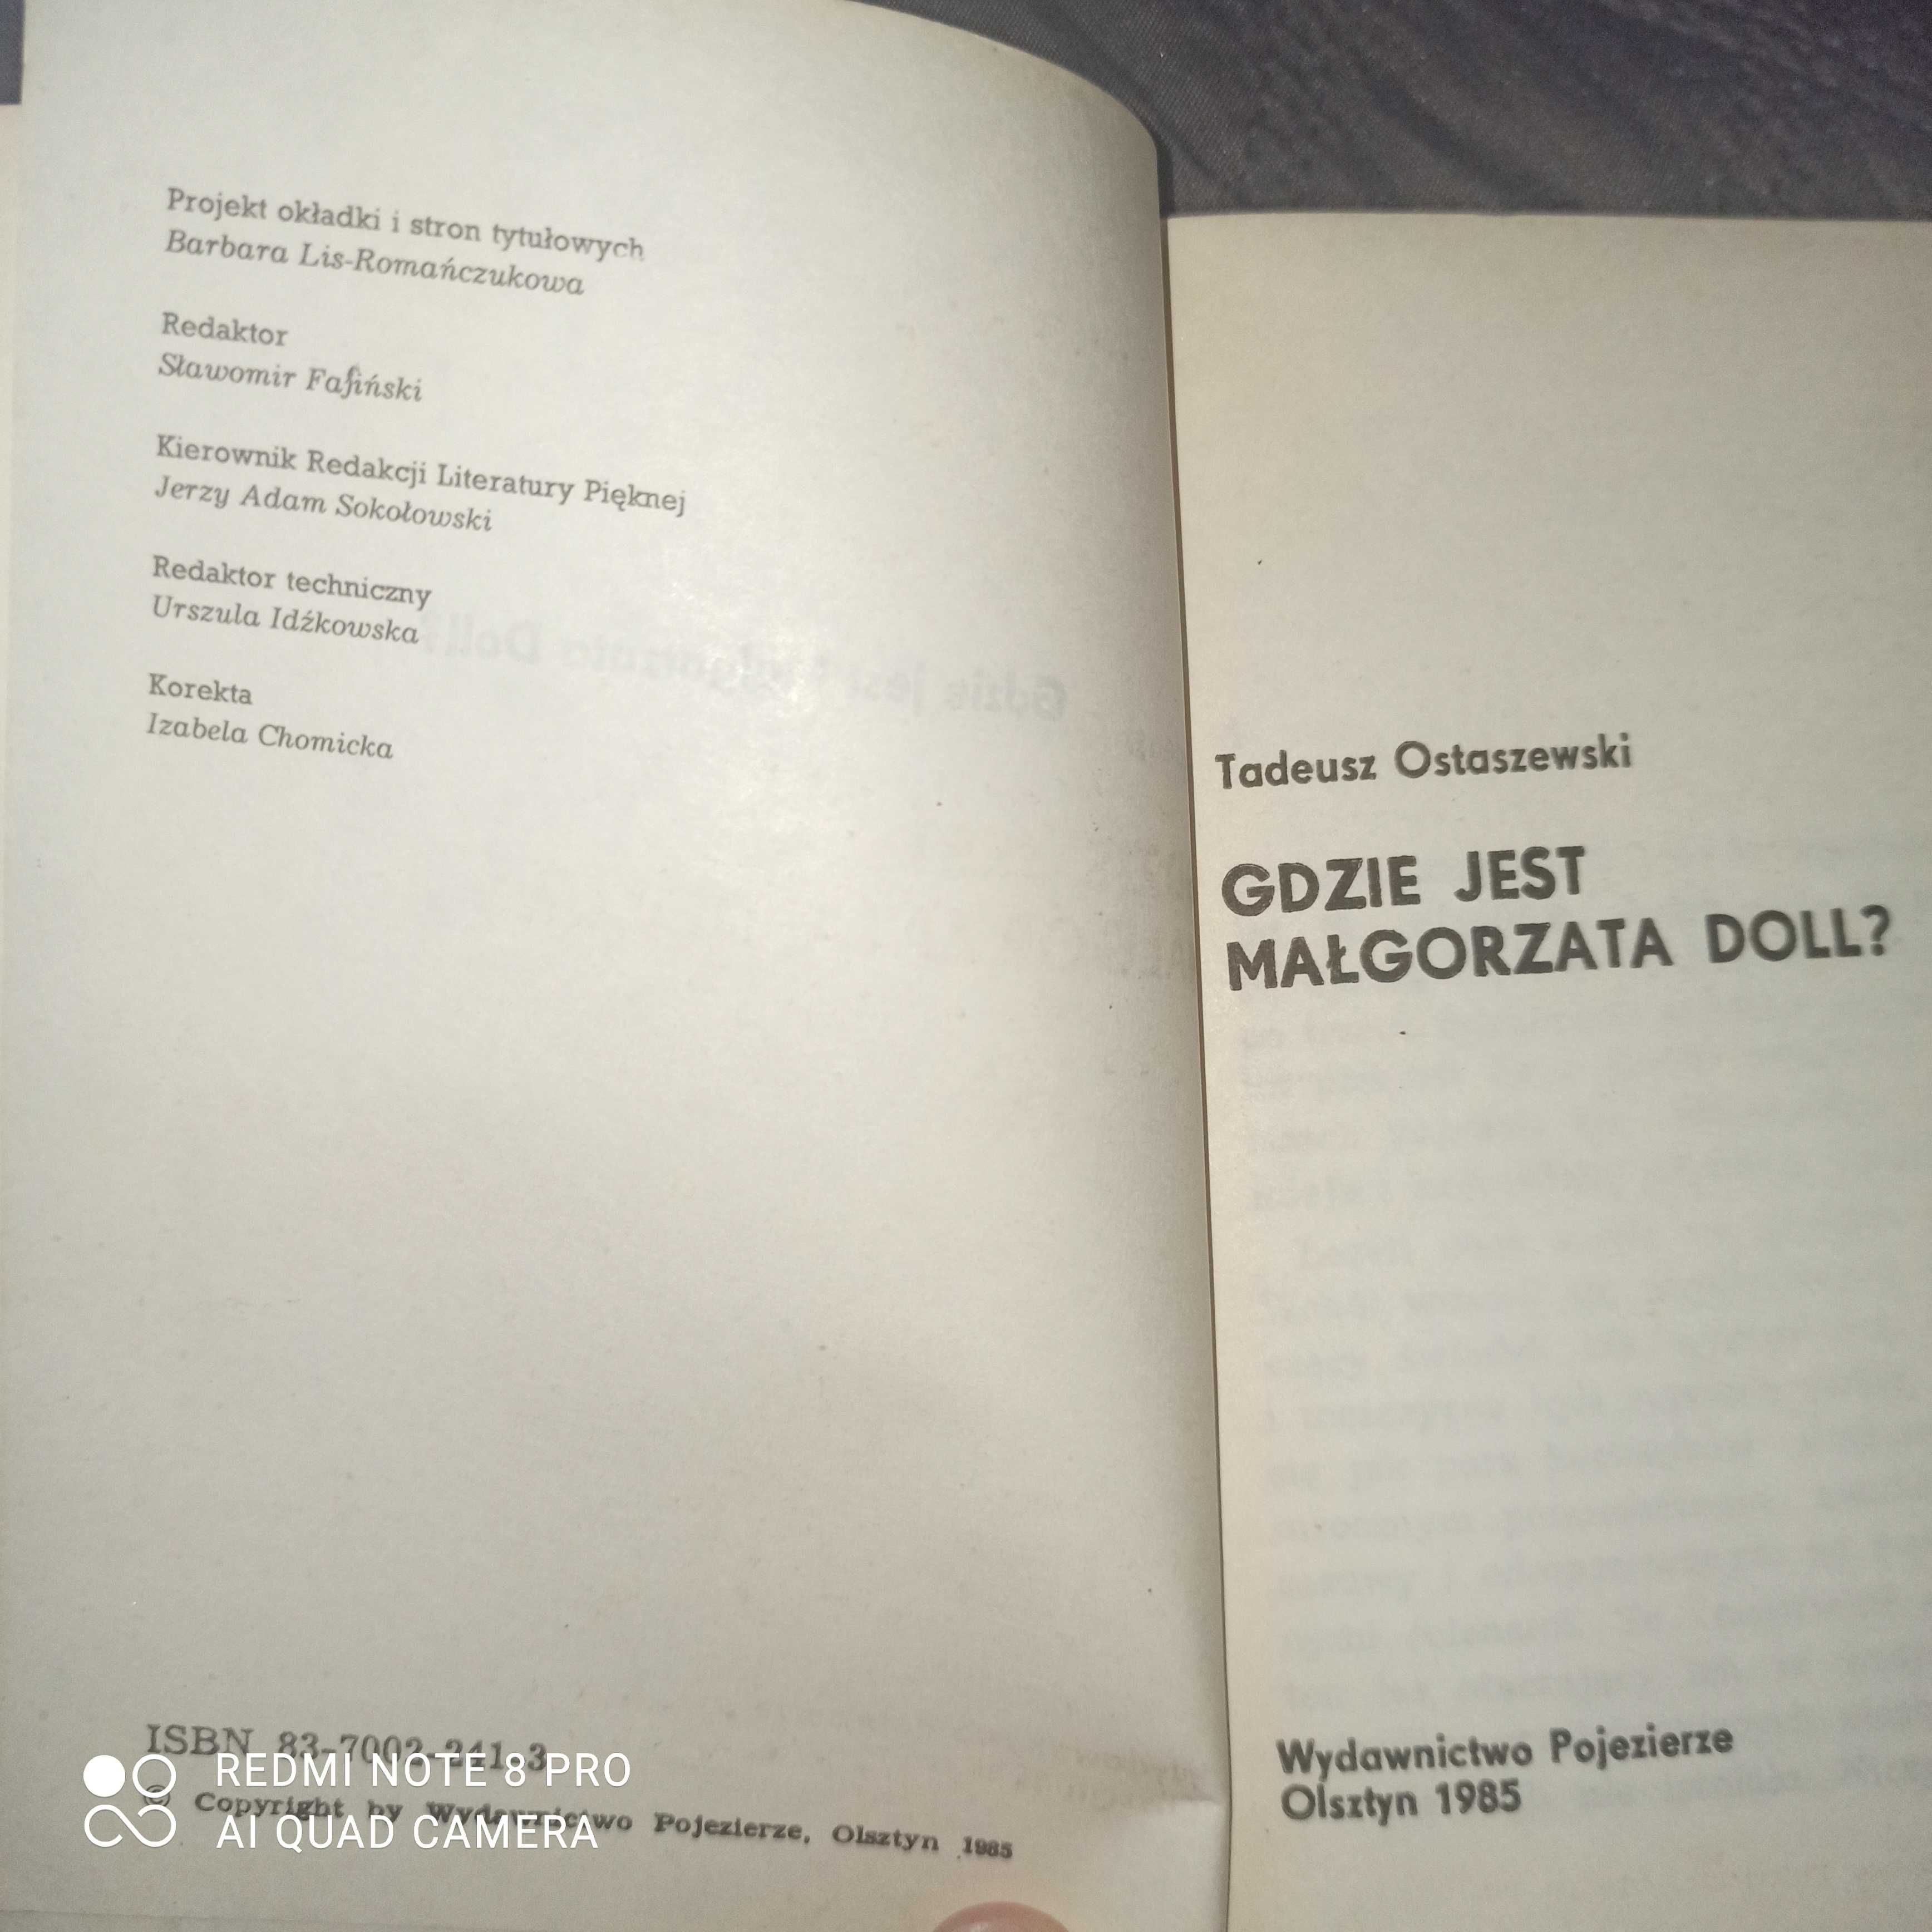 Projekt okładki i stron tytułowych
Barbara Lis-Romańczukowa
Redaktor
Sławomir Fafiński
Kierownik Redakcji Literatury Pięknej
Jerzy Adam Sokołowski
Redaktor techniczny
Urszula Idźkowska
Korekta
Izabela Chomicka
ISBN 83-7002-241-3
© Copyright by Wydawnictwo Pojezierze, Olsztyn 1985
REDMI NOTE 8 PRO
AI QUAD CAMERA
Tadeusz Ostaszewski
GDZIE JEST
MAŁGORZATA DOLL?
Wydawnictwo Pojezierze
Olsztyn 1985